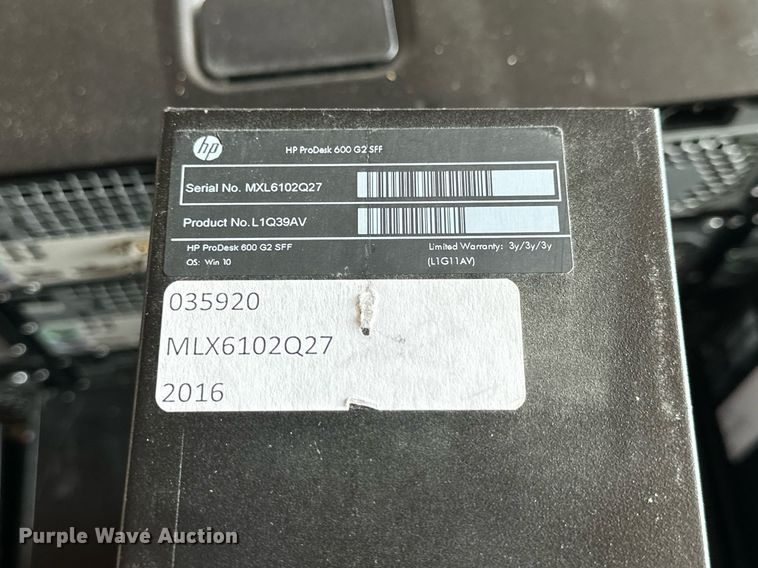 hp
HP ProDesk 600 G2 SFF
Serial No. MXL6102Q27
Product No. L1Q39AV
HP ProDesk 600 G2 SFF
Limited Warranty: 3y/3y/3y
OS: Win 10
(L1G11AV)
035920
MLX6102Q27
2016
Purple Wave Auction